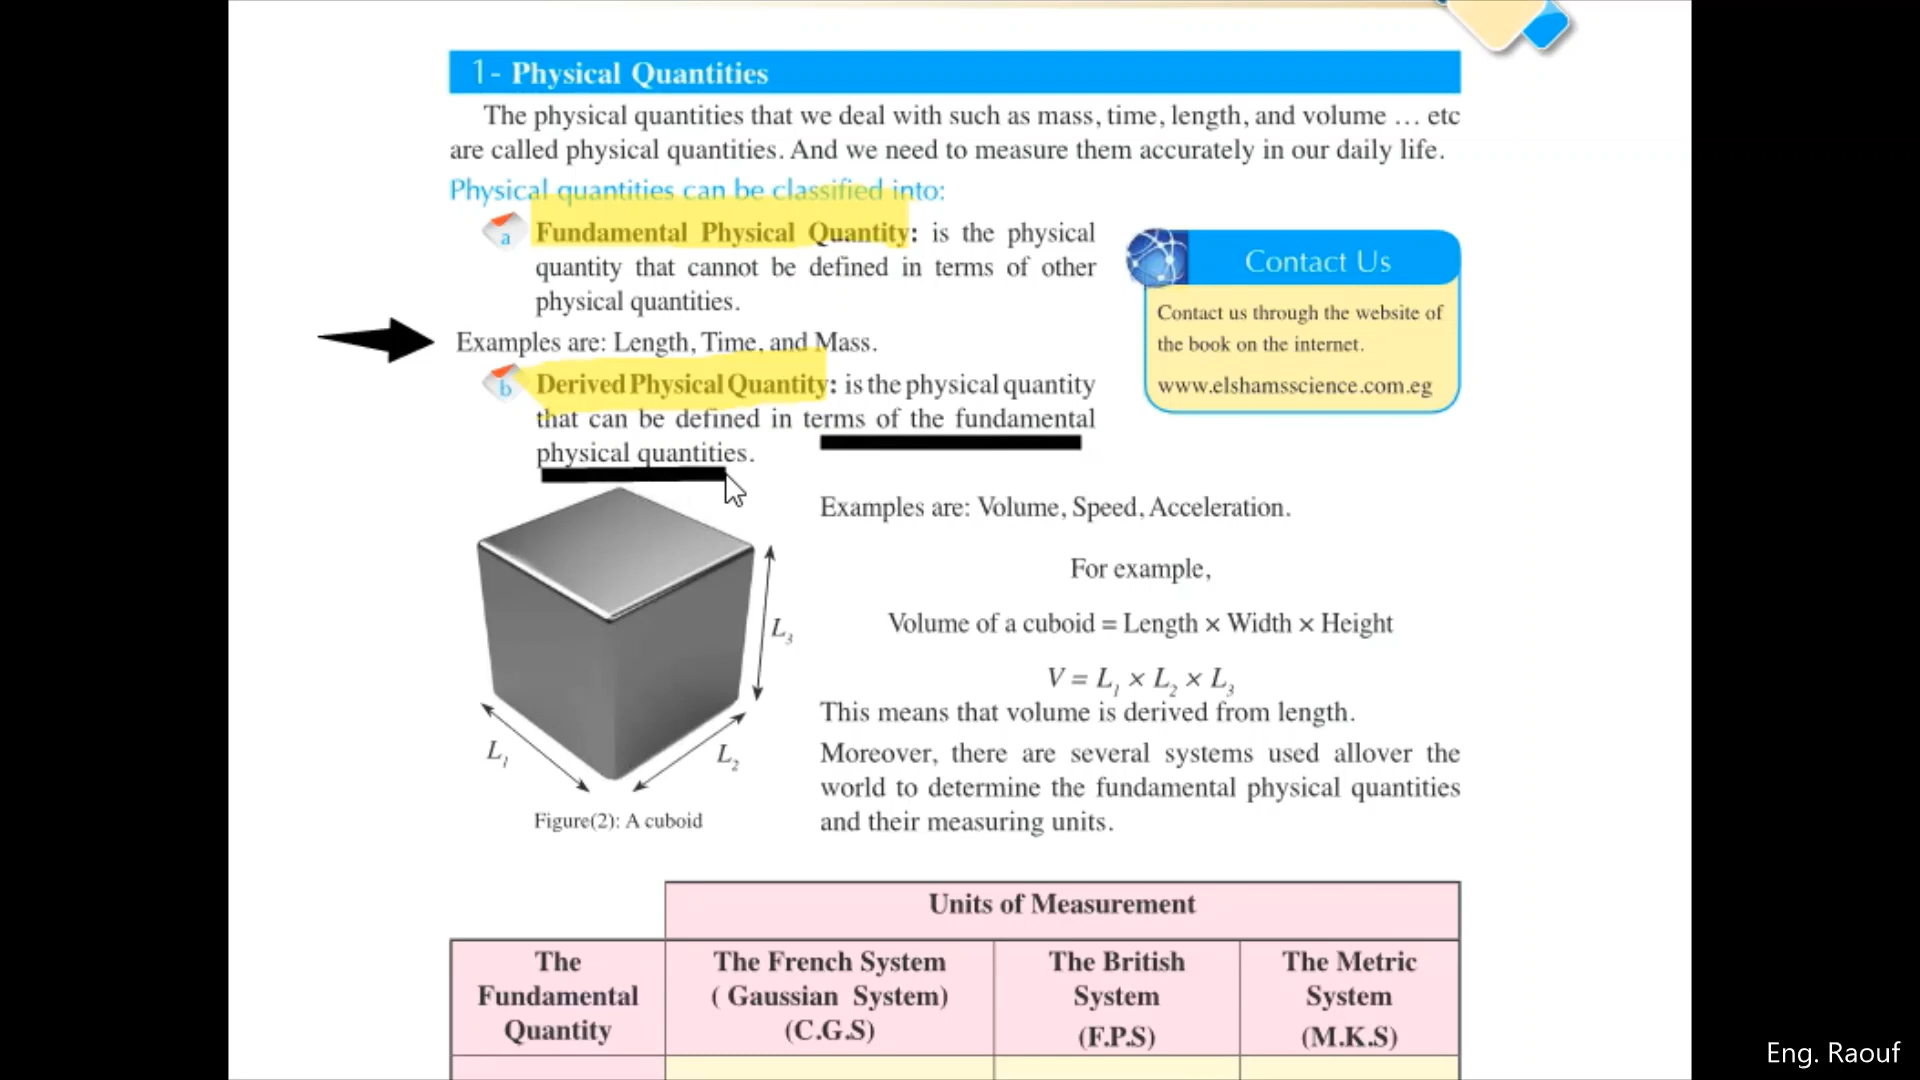 1- Physical Quantities
The physical quantities that we deal with such as mass, time, length, and volume … etc
are called physical quantities. And we need to measure them accurately in our daily life.
Physical quantities can be classified into:
a Fundamental Physical Quantity: is the physical
quantity that cannot be defined in terms of other
physical quantities.
Examples are: Length, Time, and Mass.
b Derived Physical Quantity: is the physical quantity
that can be defined in terms of the fundamental
physical quantities.
Contact Us
Contact us through the website of
the book on the internet.
www.elshamsscience.com.eg
Examples are: Volume, Speed, Acceleration.
For example,
Volume of a cuboid = Length × Width × Height
V = L₁ × L₂ × L₃
This means that volume is derived from length.
Moreover, there are several systems used allover the
world to determine the fundamental physical quantities
and their measuring units.
L₃
L₁
L₂
Figure(2): A cuboid
Units of Measurement
The
Fundamental
Quantity
The French System
( Gaussian System)
(C.G.S)
The British
System
(F.P.S)
The Metric
System
(M.K.S)
Eng. Raouf